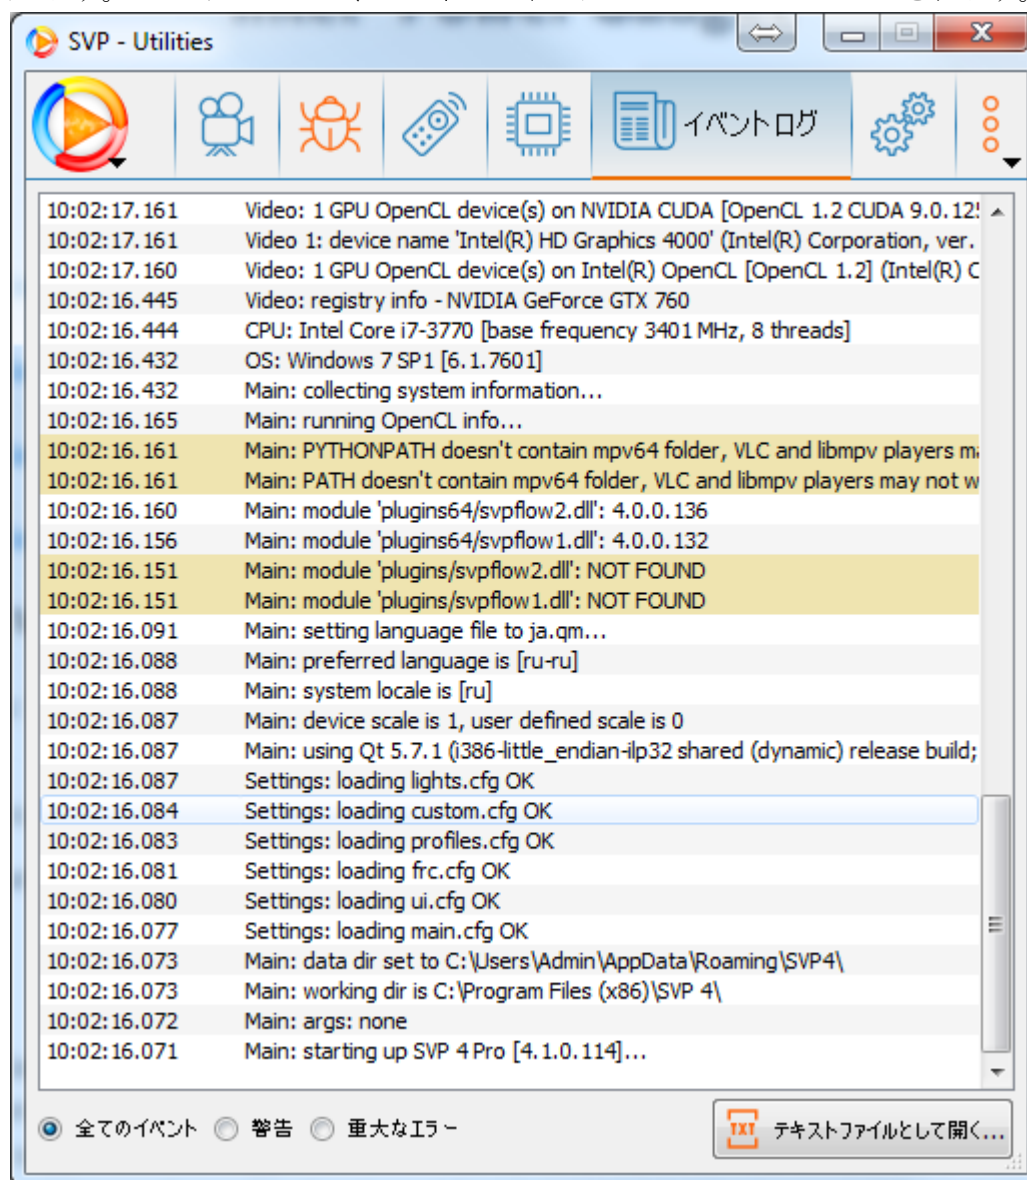 SVP - Utilities
イベントログ
10:02:17.161 Video: 1 GPU OpenCL device(s) on NVIDIA CUDA [OpenCL 1.2 CUDA 9.0.12
10:02:17.161 Video 1: device name 'Intel(R) HD Graphics 4000' (Intel(R) Corporation, ver.
10:02:17.160 Video: 1 GPU OpenCL device(s) on Intel(R) OpenCL [OpenCL 1.2] (Intel(R) C
10:02:16.445 Video: registry info - NVIDIA GeForce GTX 760
10:02:16.444 CPU: Intel Core i7-3770 [base frequency 3401 MHz, 8 threads]
10:02:16.432 OS: Windows 7 SP1 [6.1.7601]
10:02:16.432 Main: collecting system information...
10:02:16.165 Main: running OpenCL info...
10:02:16.161 Main: PYTHONPATH doesn't contain mpv64 folder, VLC and libmpv players m
10:02:16.161 Main: PATH doesn't contain mpv64 folder, VLC and libmpv players may not w
10:02:16.160 Main: module 'plugins64/svpflow2.dll': 4.0.0.136
10:02:16.156 Main: module 'plugins64/svpflow1.dll': 4.0.0.132
10:02:16.151 Main: module 'plugins/svpflow2.dll': NOT FOUND
10:02:16.151 Main: module 'plugins/svpflow1.dll': NOT FOUND
10:02:16.091 Main: setting language file to ja.qm...
10:02:16.088 Main: preferred language is [ru-ru]
10:02:16.088 Main: system locale is [ru]
10:02:16.087 Main: device scale is 1, user defined scale is 0
10:02:16.087 Main: using Qt 5.7.1 (i386-little_endian-ilp32 shared (dynamic) release build;
10:02:16.087 Settings: loading lights.cfg OK
10:02:16.084 Settings: loading custom.cfg OK
10:02:16.083 Settings: loading profiles.cfg OK
10:02:16.081 Settings: loading frc.cfg OK
10:02:16.080 Settings: loading ui.cfg OK
10:02:16.077 Settings: loading main.cfg OK
10:02:16.073 Main: data dir set to C:\Users\Admin\AppData\Roaming\SVP4\
10:02:16.073 Main: working dir is C:\Program Files (x86)\SVP 4\
10:02:16.072 Main: args: none
10:02:16.071 Main: starting up SVP 4 Pro [4.1.0.114]...
全てのイベント 警告 重大なエラー TXT テキストファイルとして開く...